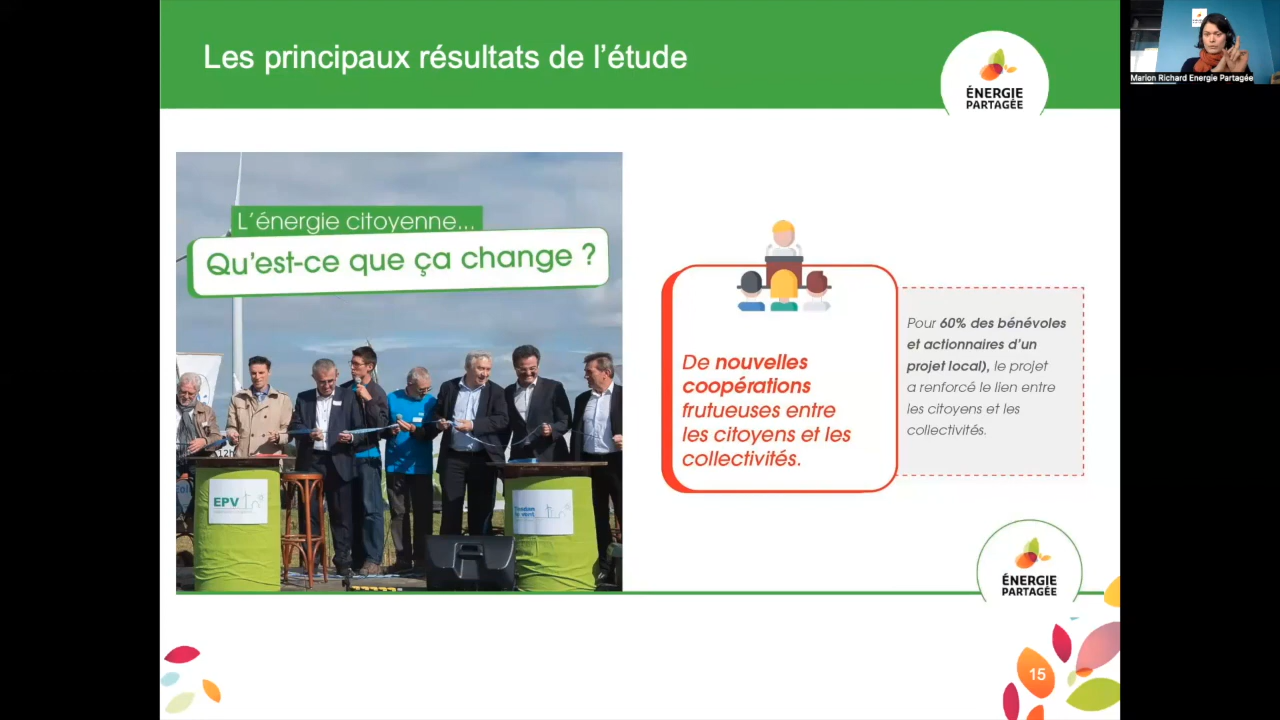 Les principaux résultats de l'étude
ÉNERGIE
PARTAGÉE
Marion Richard Energie Partagée
L'énergie citoyenne...
Qu'est-ce que ça change ?
De nouvelles
coopérations
frutueuses entre
les citoyens et les
collectivités.
Pour 60% des bénévoles
et actionnaires d'un
projet local), le projet
a renforcé le lien entre
les citoyens et les
collectivités.
EPV
ÉNERGIE
PARTAGÉE
15